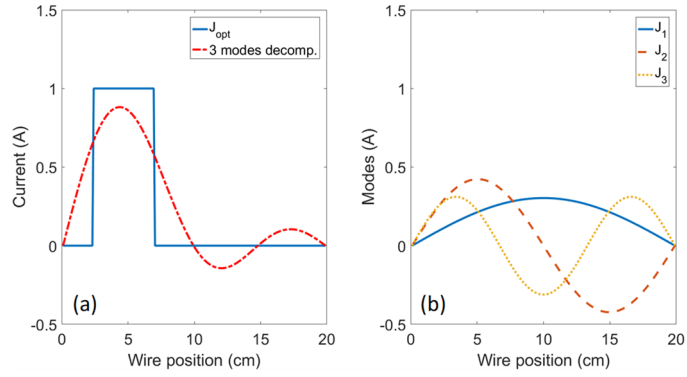 1.5
1
0.5
0
-0.5
Current (A)
J_opt
3 modes decomp.
(a)
0 5 10 15 20
Wire position (cm)
1.5
1
0.5
0
-0.5
Modes (A)
J_1
J_2
J_3
(b)
0 5 10 15 20
Wire position (cm)